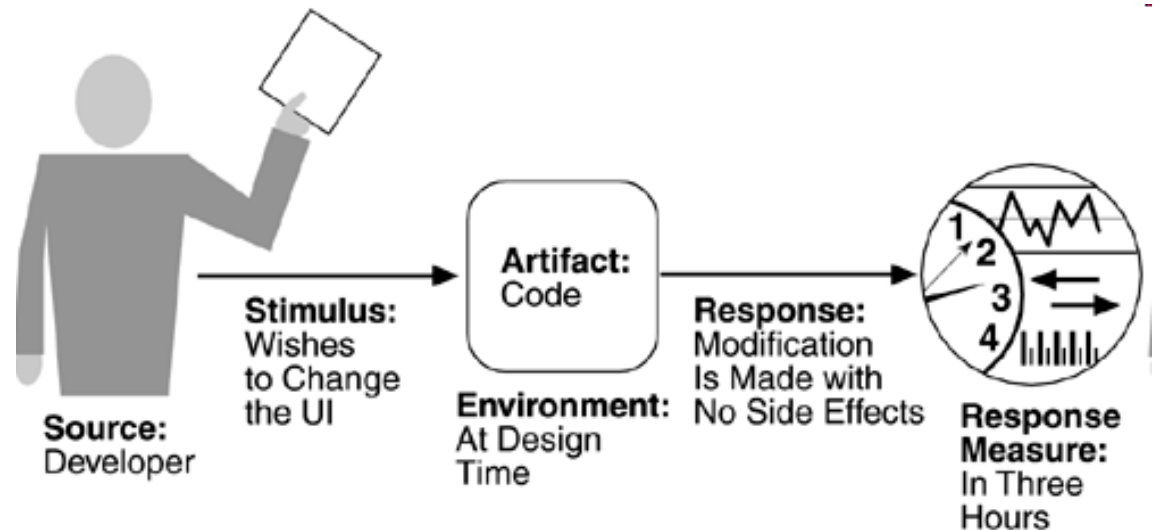 Source:
Developer
Stimulus:
Wishes
to Change
the UI
Artifact:
Code
Environment:
At Design
Time
Response:
Modification
Is Made with
No Side Effects
1
2
3
4
Response
Measure:
In Three
Hours